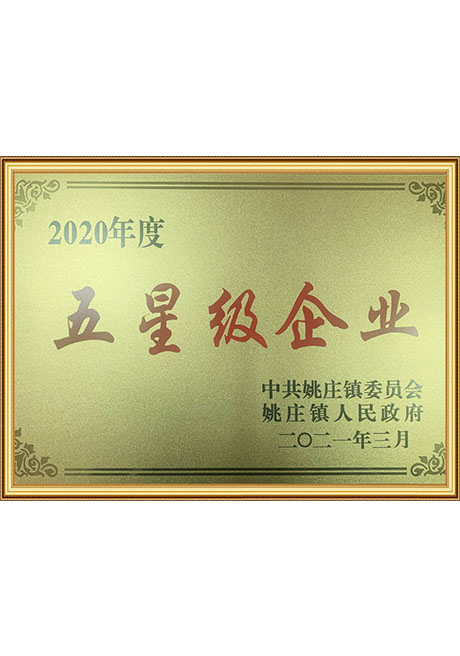 2020年度
五星级企业
中共姚庄镇委员会
姚庄镇人民政府
二〇二一年三月